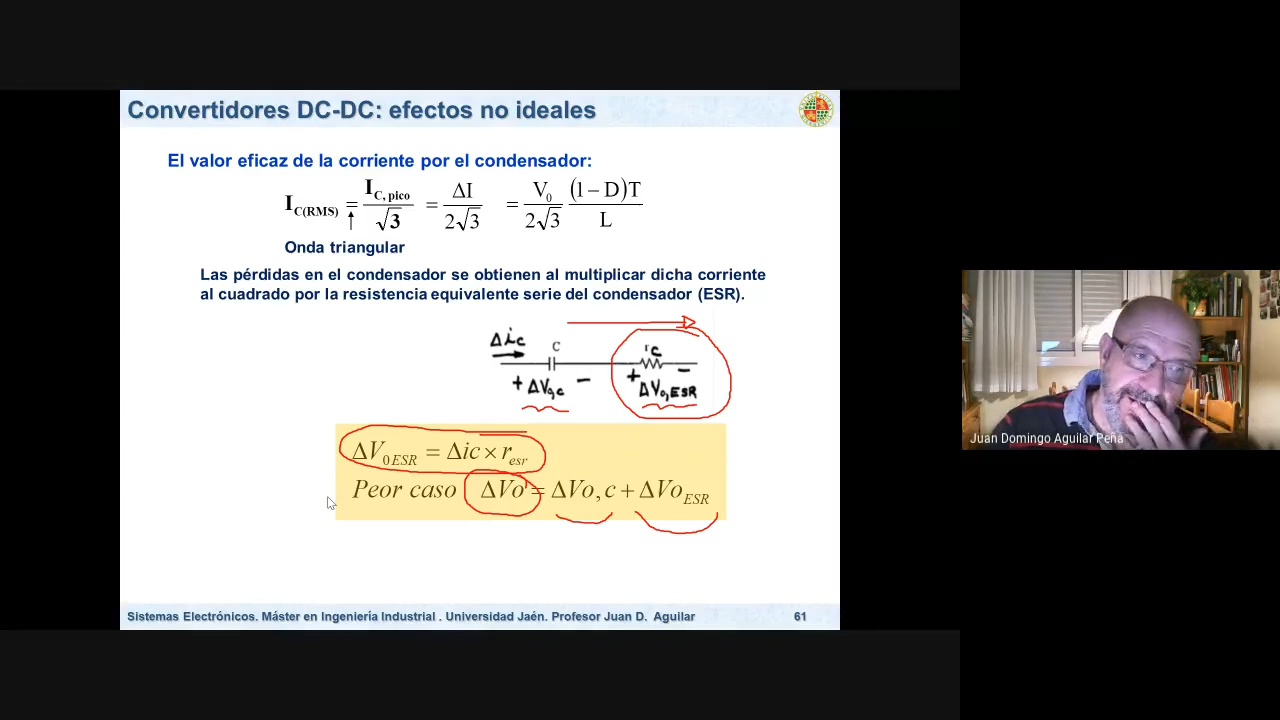 Convertidores DC-DC: efectos no ideales
El valor eficaz de la corriente por el condensador:
I_C(RMS) = I_C, pico / √3 = ΔI / 2√3 = V_0 / 2√3 (1 − D)T / L
Onda triangular
Las pérdidas en el condensador se obtienen al multiplicar dicha corriente
al cuadrado por la resistencia equivalente serie del condensador (ESR).
Δic C rc
+ ΔVo,c − + ΔVo,ESR −
ΔV_0ESR = Δic × r_esr
Peor caso ΔVo' = ΔVo, c + ΔVo_ESR
Juan Domingo Aguilar Peña
Sistemas Electrónicos. Máster en Ingeniería Industrial . Universidad Jaén. Profesor Juan D. Aguilar 61